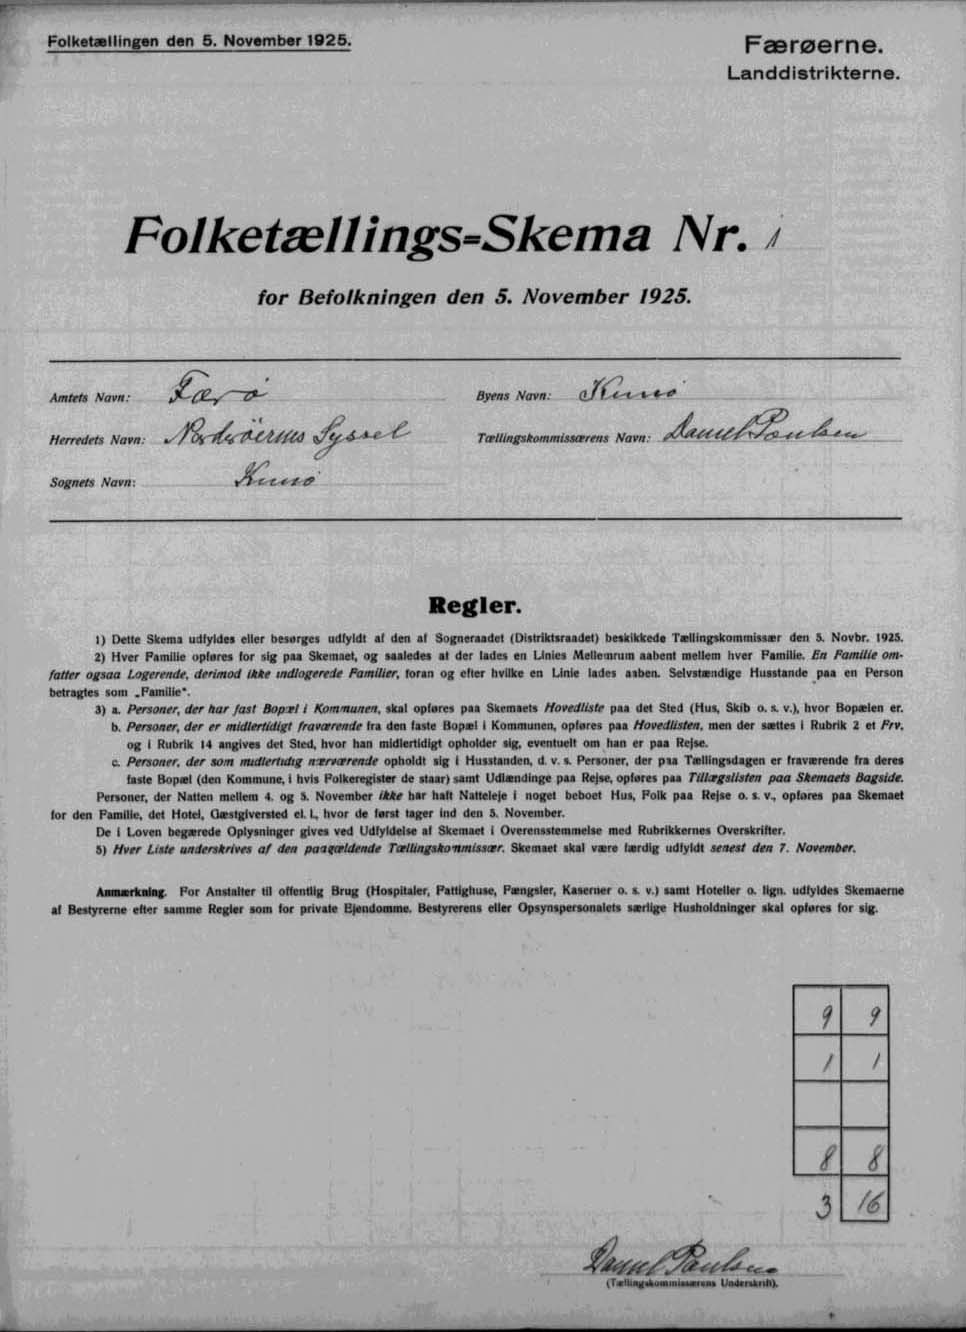 Folketællingen den 5. November 1925.
Færøerne.
Landdistrikterne.
Folketællings=Skema Nr. 1
for Befolkningen den 5. November 1925.
Amtets Navn: Færø
Byens Navn: Kunö
Herredets Navn: Norderöernes Syssel
Tællingskommissærens Navn: Daniel Poulsen
Sognets Navn: Kunö
Regler.
1) Dette Skema udfyldes eller besørges udfyldt af den af Sogneraadet (Distriktsraadet) beskikkede Tællingskommissær den 5. Novbr. 1925.
2) Hver Familie opføres for sig paa Skemaet, og saaledes at der lades en Linies Mellemrum aabent mellem hver Familie. En Familie om-
fatter ogsaa Logerende, derimod ikke indlogerede Familier, foran og efter hvilke en Linie lades aaben. Selvstændige Husstande paa en Person
betragtes som „Familie".
3) a. Personer, der har fast Bopæl i Kommunen, skal opføres paa Skemaets Hovedliste paa det Sted (Hus, Skib o. s. v.), hvor Bopælen er.
b. Personer, der er midlertidigt fraværende fra den faste Bopæl i Kommunen, opføres paa Hovedlisten, men der sættes i Rubrik 2 et Frv,
og i Rubrik 14 angives det Sted, hvor han midlertidigt opholder sig, eventuelt om han er paa Rejse.
c. Personer, der som midlertidig nærværende opholdt sig i Husstanden, d. v. s. Personer, der paa Tællingsdagen er fraværende fra deres
faste Bopæl (den Kommune, i hvis Folkeregister de staar) samt Udlændinge paa Rejse, opføres paa Tillægslisten paa Skemaets Bagside.
Personer, der Natten mellem 4. og 5. November ikke har haft Natteleje i noget beboet Hus, Folk paa Rejse o. s. v., opføres paa Skemaet
for den Familie, det Hotel, Gæstgiversted el. l., hvor de først tager ind den 5. November.
De i Loven begærede Oplysninger gives ved Udfyldelse af Skemaet i Overensstemmelse med Rubrikkernes Overskrifter.
5) Hver Liste underskrives af den paagældende Tællingskommissær. Skemaet skal være færdig udfyldt senest den 7. November.
Anmærkning. For Anstalter til offentlig Brug (Hospitaler, Fattighuse, Fængsler, Kaserner o. s. v.) samt Hoteller o. lign. udfyldes Skemaerne
af Bestyrerne efter samme Regler som for private Ejendomme. Bestyrerens eller Opsynspersonalets særlige Husholdninger skal opføres for sig.
9 9
1 1
8 8
3 16
Daniel Poulsen
(Tællingskommissærens Underskrift).